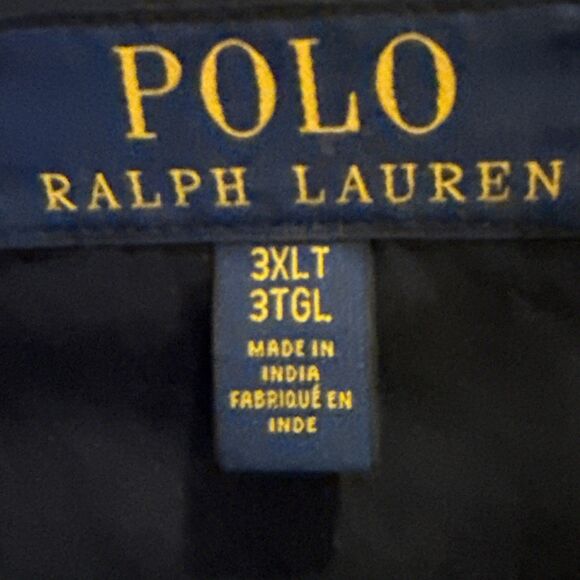 POLO
RALPH LAUREN
3XLT
3TGL
MADE IN
INDIA
FABRIQUÉ EN
INDE